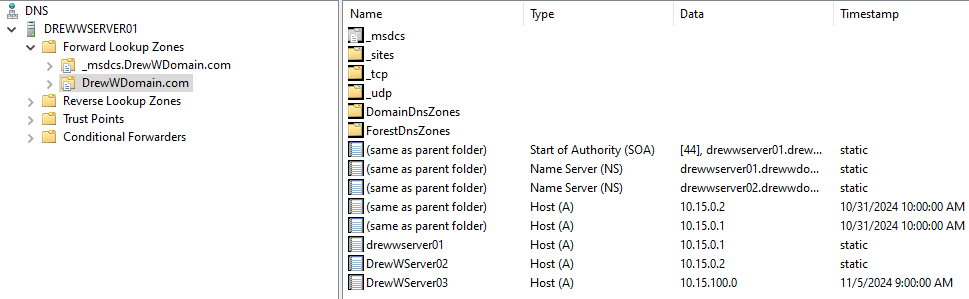 DNS
DREWWSERVER01
Forward Lookup Zones
_msdcs.DrewWDomain.com
DrewWDomain.com
Reverse Lookup Zones
Trust Points
Conditional Forwarders
Name Type Data Timestamp
_msdcs
_sites
_tcp
_udp
DomainDnsZones
ForestDnsZones
(same as parent folder) Start of Authority (SOA) [44], drewwserver01.drew... static
(same as parent folder) Name Server (NS) drewwserver01.drewwdo... static
(same as parent folder) Name Server (NS) drewwserver02.drewwdo... static
(same as parent folder) Host (A) 10.15.0.2 10/31/2024 10:00:00 AM
(same as parent folder) Host (A) 10.15.0.1 10/31/2024 10:00:00 AM
drewwserver01 Host (A) 10.15.0.1 static
DrewWServer02 Host (A) 10.15.0.2 static
DrewWServer03 Host (A) 10.15.100.0 11/5/2024 9:00:00 AM